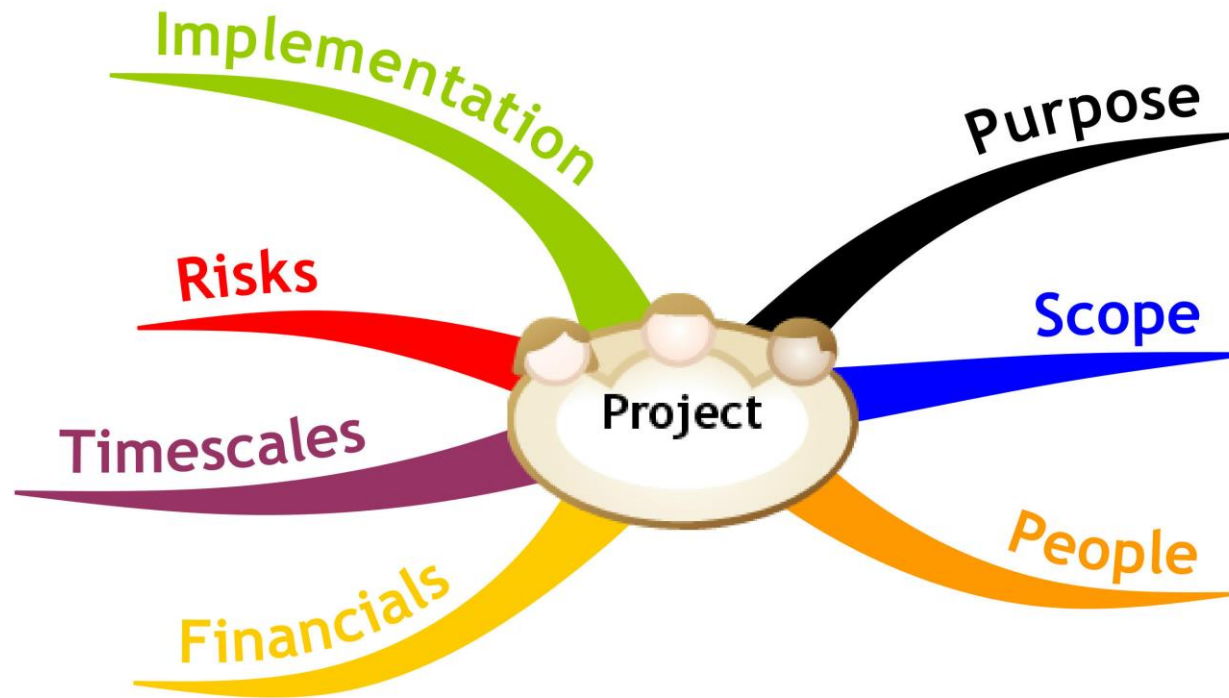 Implementation
Purpose
Risks
Scope
Project
Timescales
People
Financials